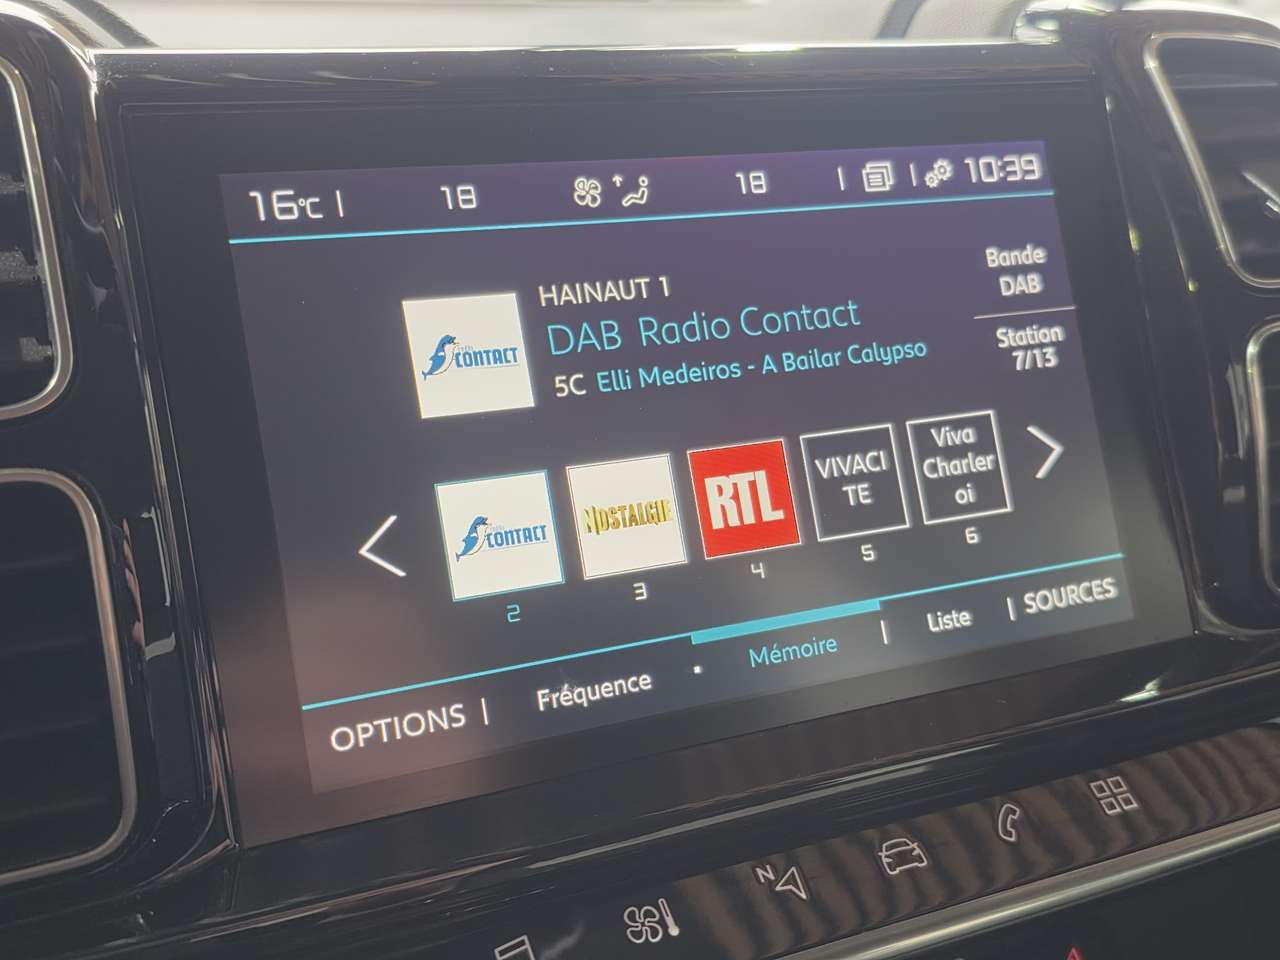 16°C | 18 18 | | 10:39
HAINAUT 1
DAB Radio Contact
5C Elli Medeiros - A Bailar Calypso
Bande
DAB
Station
7/13
CONTACT
CONTACT
NOSTALGIE
RTL
VIVACI
TE
Viva
Charler
oi
2 3 4 5 6
OPTIONS | Fréquence · Mémoire | Liste | SOURCES
N